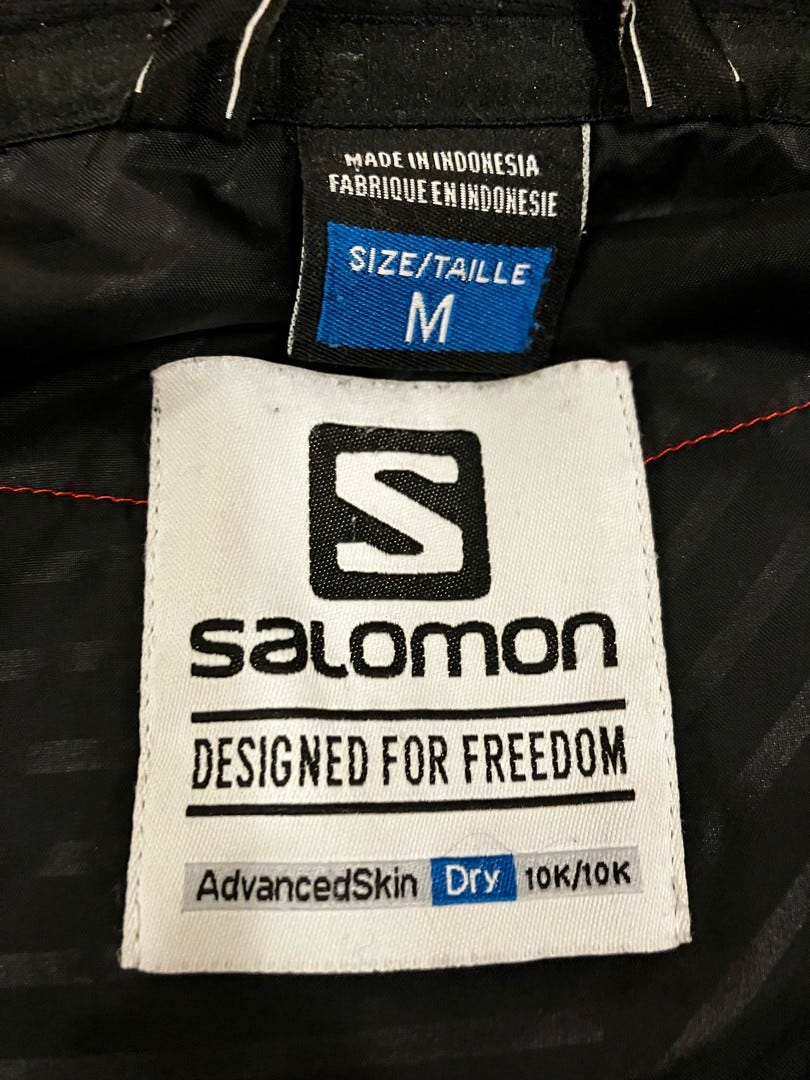 MADE IN INDONESIA
FABRIQUE EN INDONESIE
SIZE/TAILLE
M
S
SALOMON
DESIGNED FOR FREEDOM
AdvancedSkin Dry 10K/10K